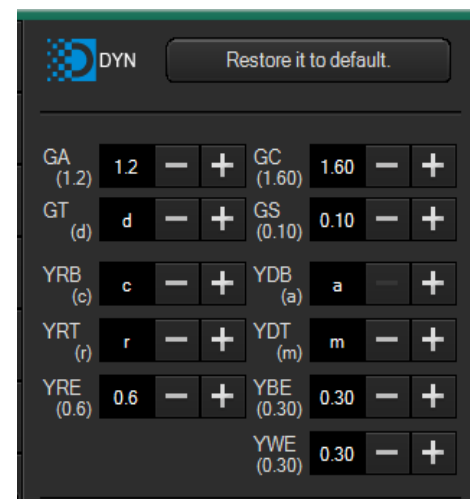 DYN Restore it to default.
GA 1.2 − + GC 1.60 − +
(1.2) (1.60)
GT d − + GS 0.10 − +
(d) (0.10)
YRB c − + YDB a − +
(c) (a)
YRT r − + YDT m − +
(r) (m)
YRE 0.6 − + YBE 0.30 − +
(0.6) (0.30)
YWE 0.30 − +
(0.30)